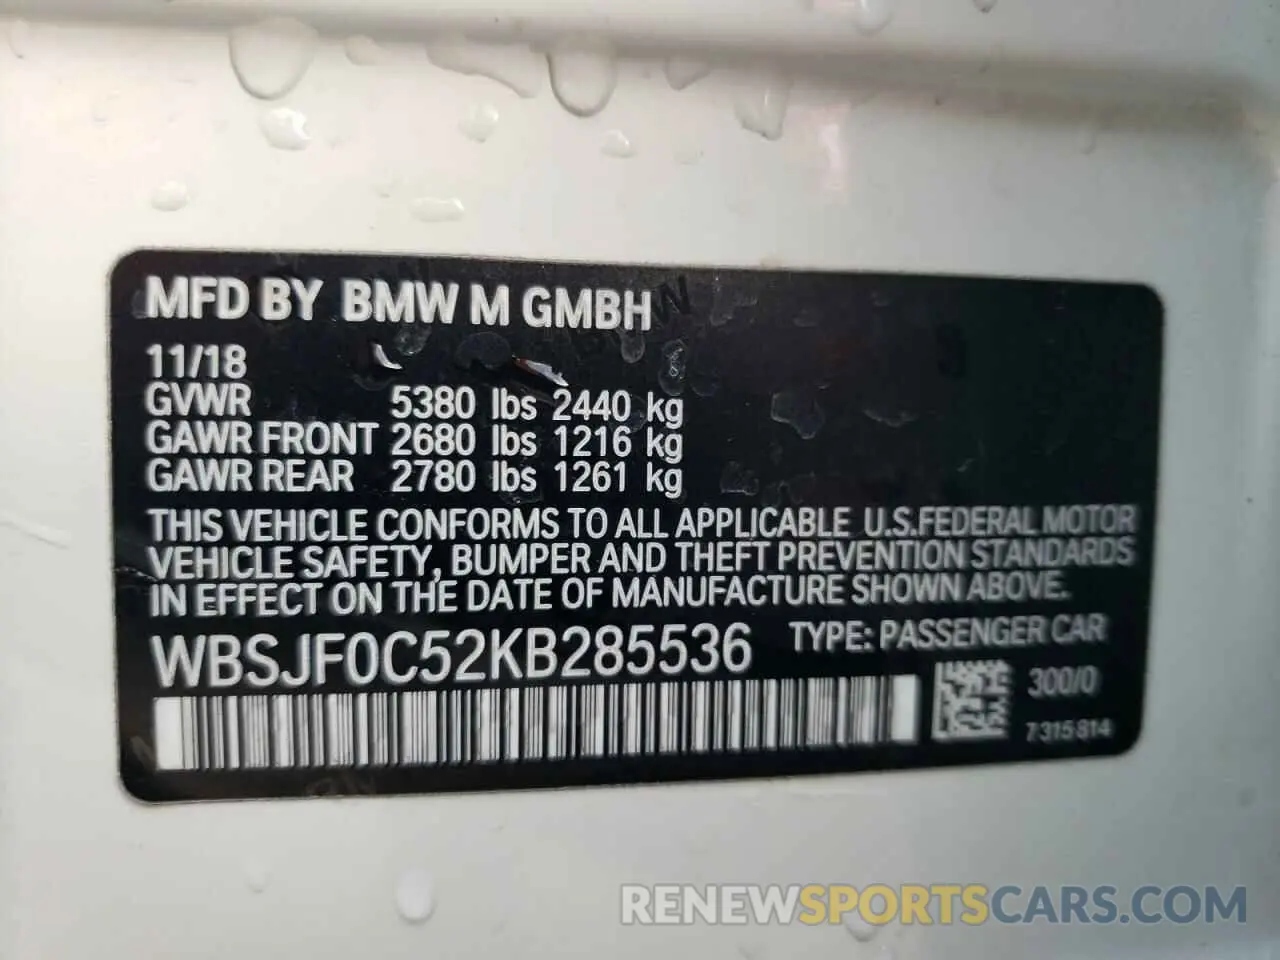 MFD BY BMW M GMBH
11/18
GVWR 5380 lbs 2440 kg
GAWR FRONT 2680 lbs 1216 kg
GAWR REAR 2780 lbs 1261 kg
THIS VEHICLE CONFORMS TO ALL APPLICABLE U.S.FEDERAL MOTOR
VEHICLE SAFETY, BUMPER AND THEFT PREVENTION STANDARDS
IN EFFECT ON THE DATE OF MANUFACTURE SHOWN ABOVE.
WBSJF0C52KB285536 TYPE: PASSENGER CAR
300/0
7315814
RENEWSPORTSCARS.COM